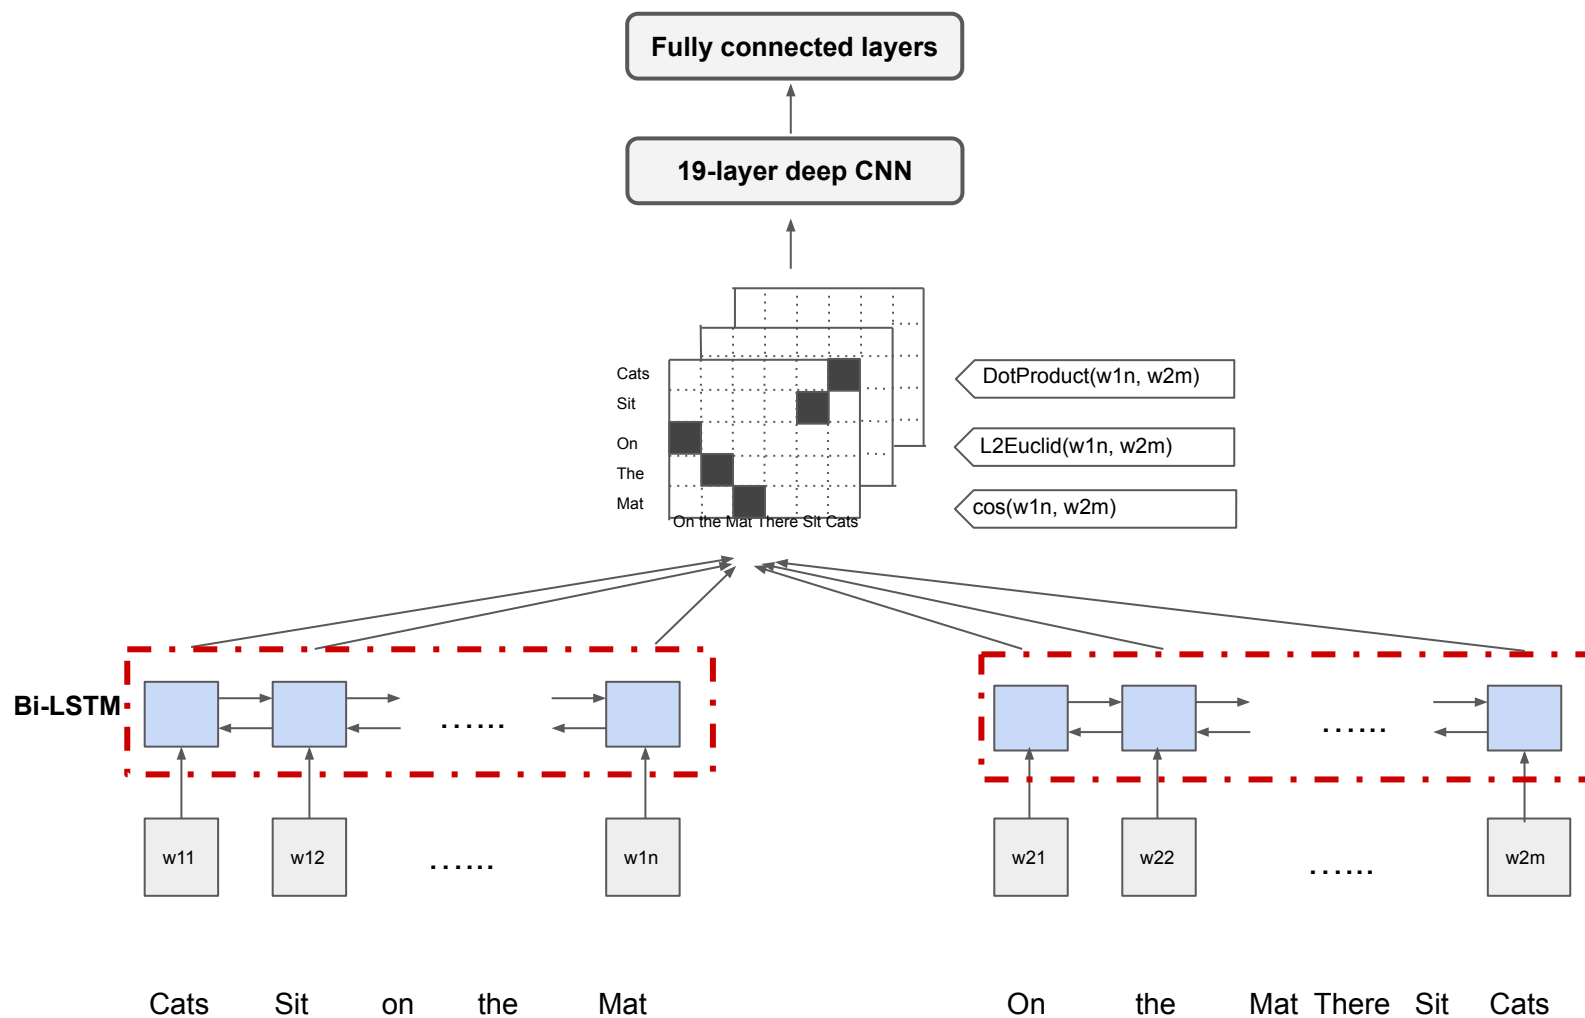 Fully connected layers
19-layer deep CNN
Cats
Sit
On
The
Mat
On the Mat There Sit Cats
DotProduct(w1n, w2m)
L2Euclid(w1n, w2m)
cos(w1n, w2m)
Bi-LSTM
......
......
w11 w12 ...... w1n
w21 w22 ...... w2m
Cats Sit on the Mat
On the Mat There Sit Cats